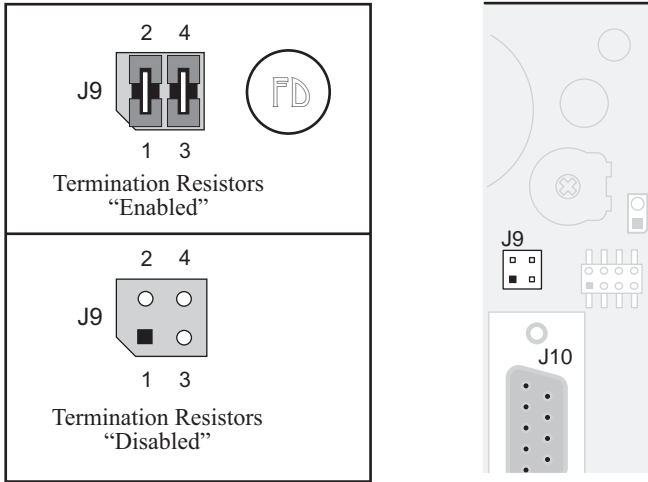 2 4
J9
FD
1 3
Termination Resistors
“Enabled”
2 4
J9
1 3
Termination Resistors
“Disabled”
J9
J10